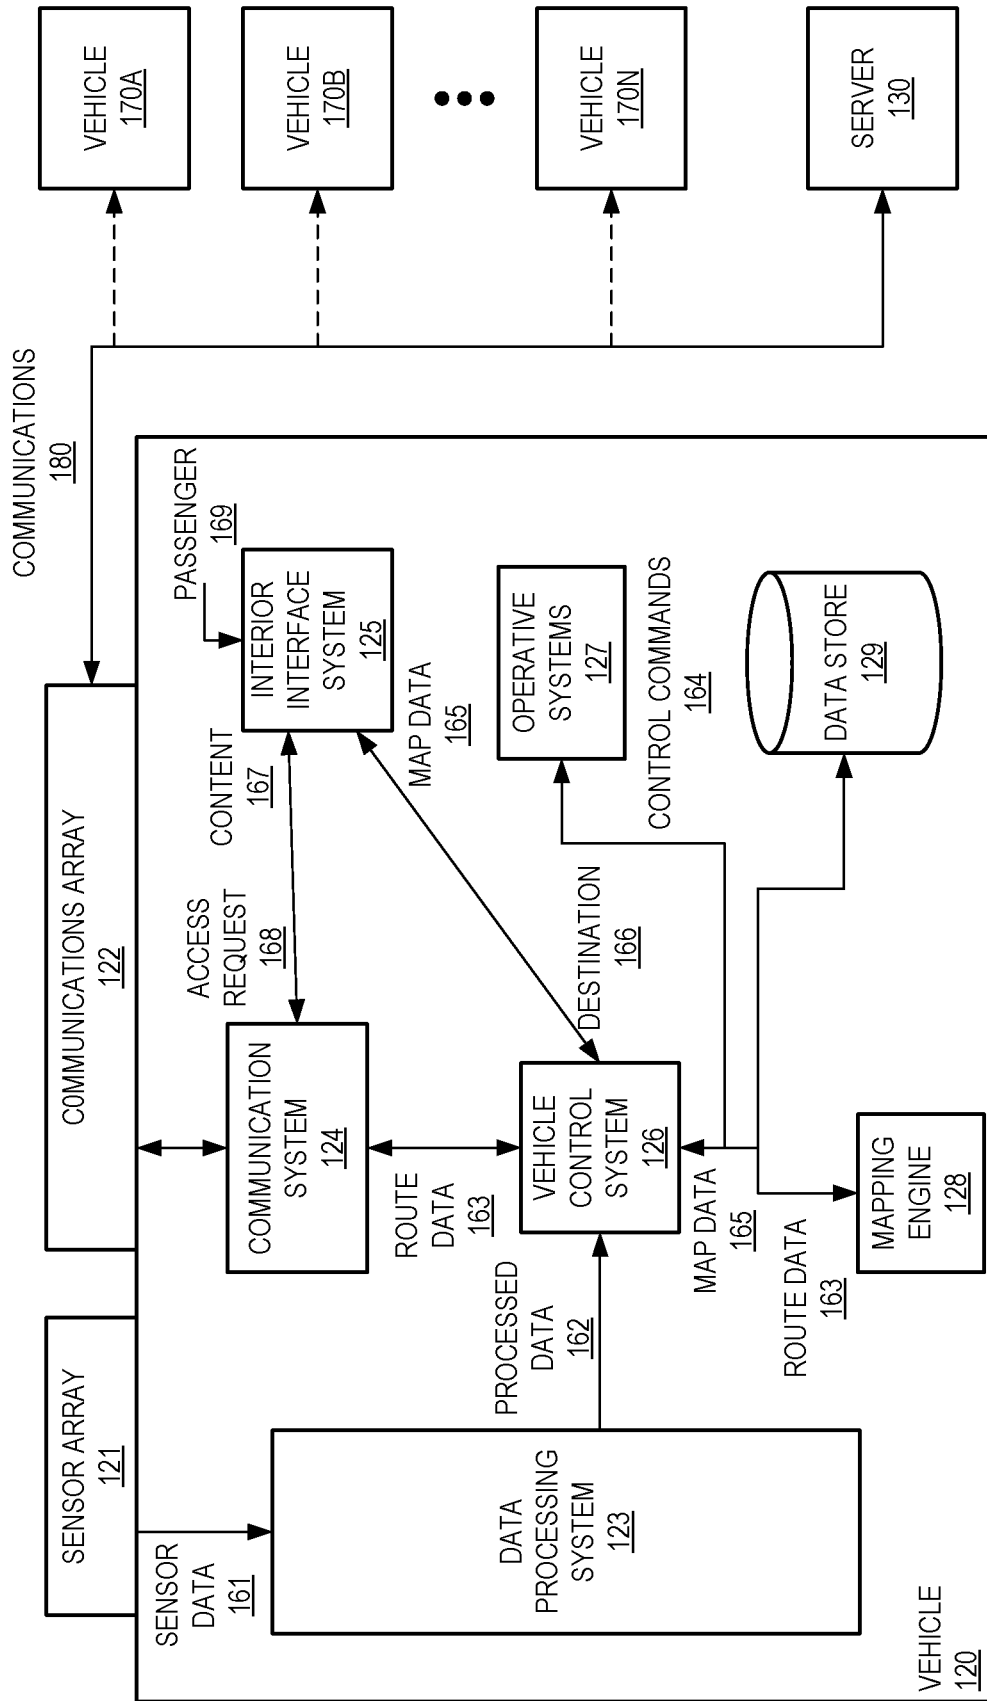 SENSOR ARRAY
121
COMMUNICATIONS ARRAY
122
COMMUNICATIONS
180
VEHICLE
170A
SENSOR
DATA
161
ACCESS
REQUEST
168
CONTENT
167
PASSENGER
169
VEHICLE
170B
COMMUNICATION
SYSTEM
124
INTERIOR
INTERFACE
SYSTEM
125
MAP DATA
165
ROUTE
DATA
163
DATA
PROCESSING
SYSTEM
123
PROCESSED
DATA
162
VEHICLE
CONTROL
SYSTEM
126
DESTINATION
166
OPERATIVE
SYSTEMS
127
VEHICLE
170N
CONTROL COMMANDS
164
MAP DATA
165
ROUTE DATA
163
MAPPING
ENGINE
128
DATA STORE
129
SERVER
130
VEHICLE
120